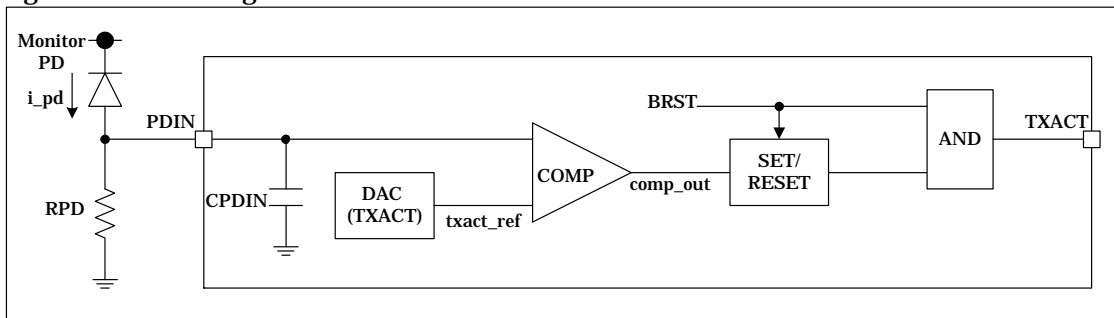 Monitor
PD
i_pd
PDIN
RPD
CPDIN
DAC
(TXACT)
txact_ref
COMP
comp_out
BRST
SET/
RESET
AND
TXACT